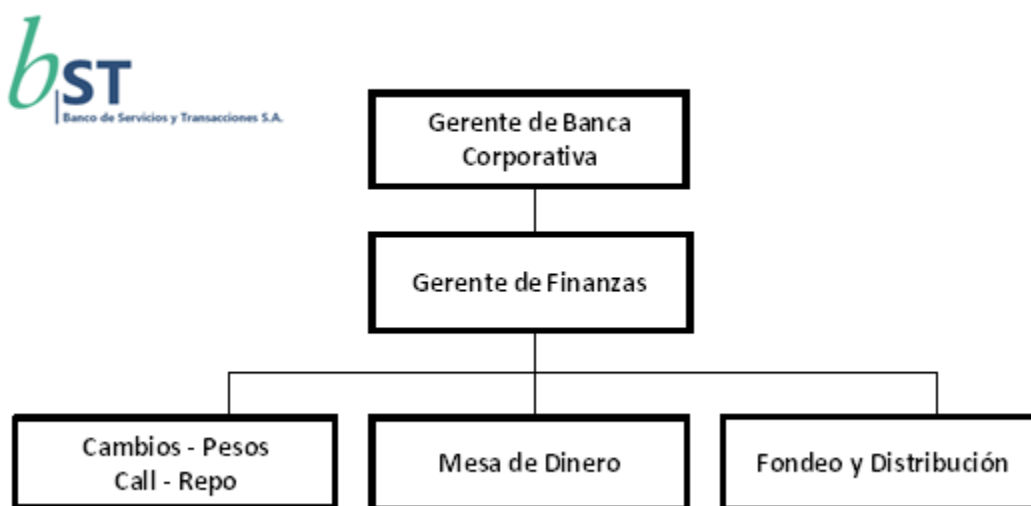 bST
Banco de Servicios y Transacciones S.A.
Gerente de Banca
Corporativa
Gerente de Finanzas
Cambios - Pesos
Call - Repo
Mesa de Dinero
Fondeo y Distribución